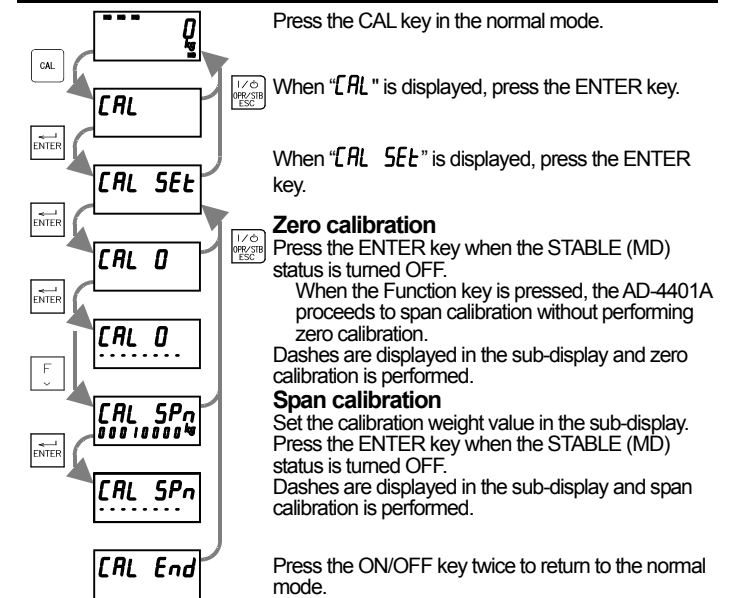 0
kg
Press the CAL key in the normal mode.
CAL
I/⏻
OPR/STB
ESC
When “CAL" is displayed, press the ENTER key.
CAL
ENTER
When “CAL SEt” is displayed, press the ENTER
key.
CAL SEt
ENTER
I/⏻
OPR/STB
ESC
Zero calibration
Press the ENTER key when the STABLE (MD)
status is turned OFF.
When the Function key is pressed, the AD-4401A
proceeds to span calibration without performing
zero calibration.
Dashes are displayed in the sub-display and zero
calibration is performed.
CAL 0
ENTER
CAL 0
--------
F
Span calibration
Set the calibration weight value in the sub-display.
Press the ENTER key when the STABLE (MD)
status is turned OFF.
Dashes are displayed in the sub-display and span
calibration is performed.
CAL SPn
00010000 kg
ENTER
CAL SPn
--------
CAL End
Press the ON/OFF key twice to return to the normal
mode.